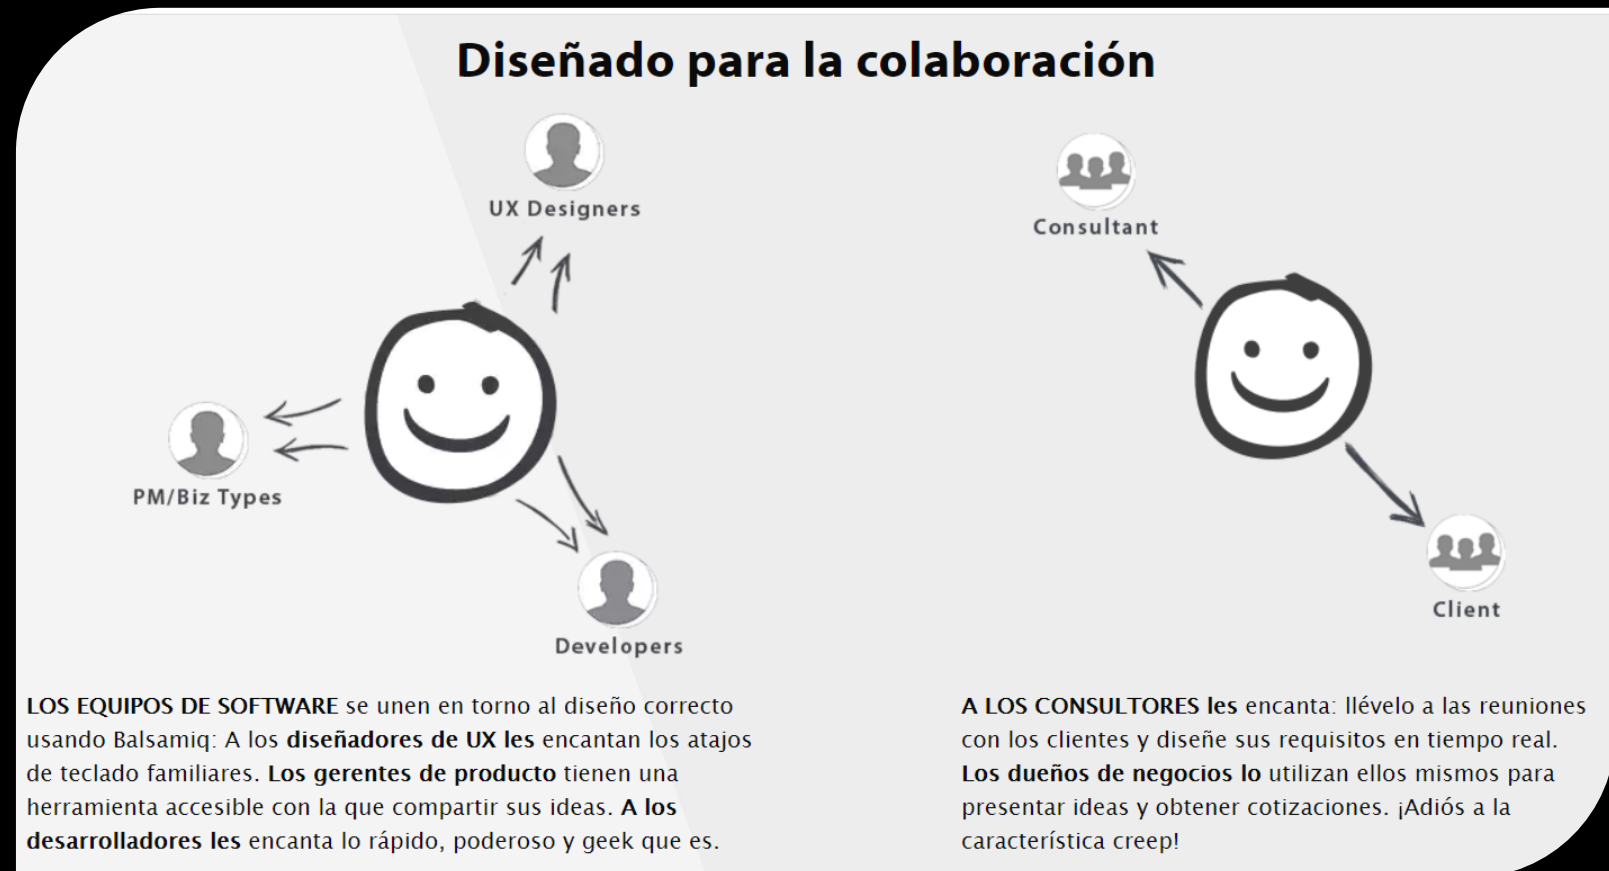 Diseñado para la colaboración
UX Designers
PM/Biz Types
Developers
Consultant
Client
LOS EQUIPOS DE SOFTWARE se unen en torno al diseño correcto
usando Balsamiq: A los diseñadores de UX les encantan los atajos
de teclado familiares. Los gerentes de producto tienen una
herramienta accesible con la que compartir sus ideas. A los
desarrolladores les encanta lo rápido, poderoso y geek que es.
A LOS CONSULTORES les encanta: llévelo a las reuniones
con los clientes y diseñe sus requisitos en tiempo real.
Los dueños de negocios lo utilizan ellos mismos para
presentar ideas y obtener cotizaciones. ¡Adiós a la
característica creep!